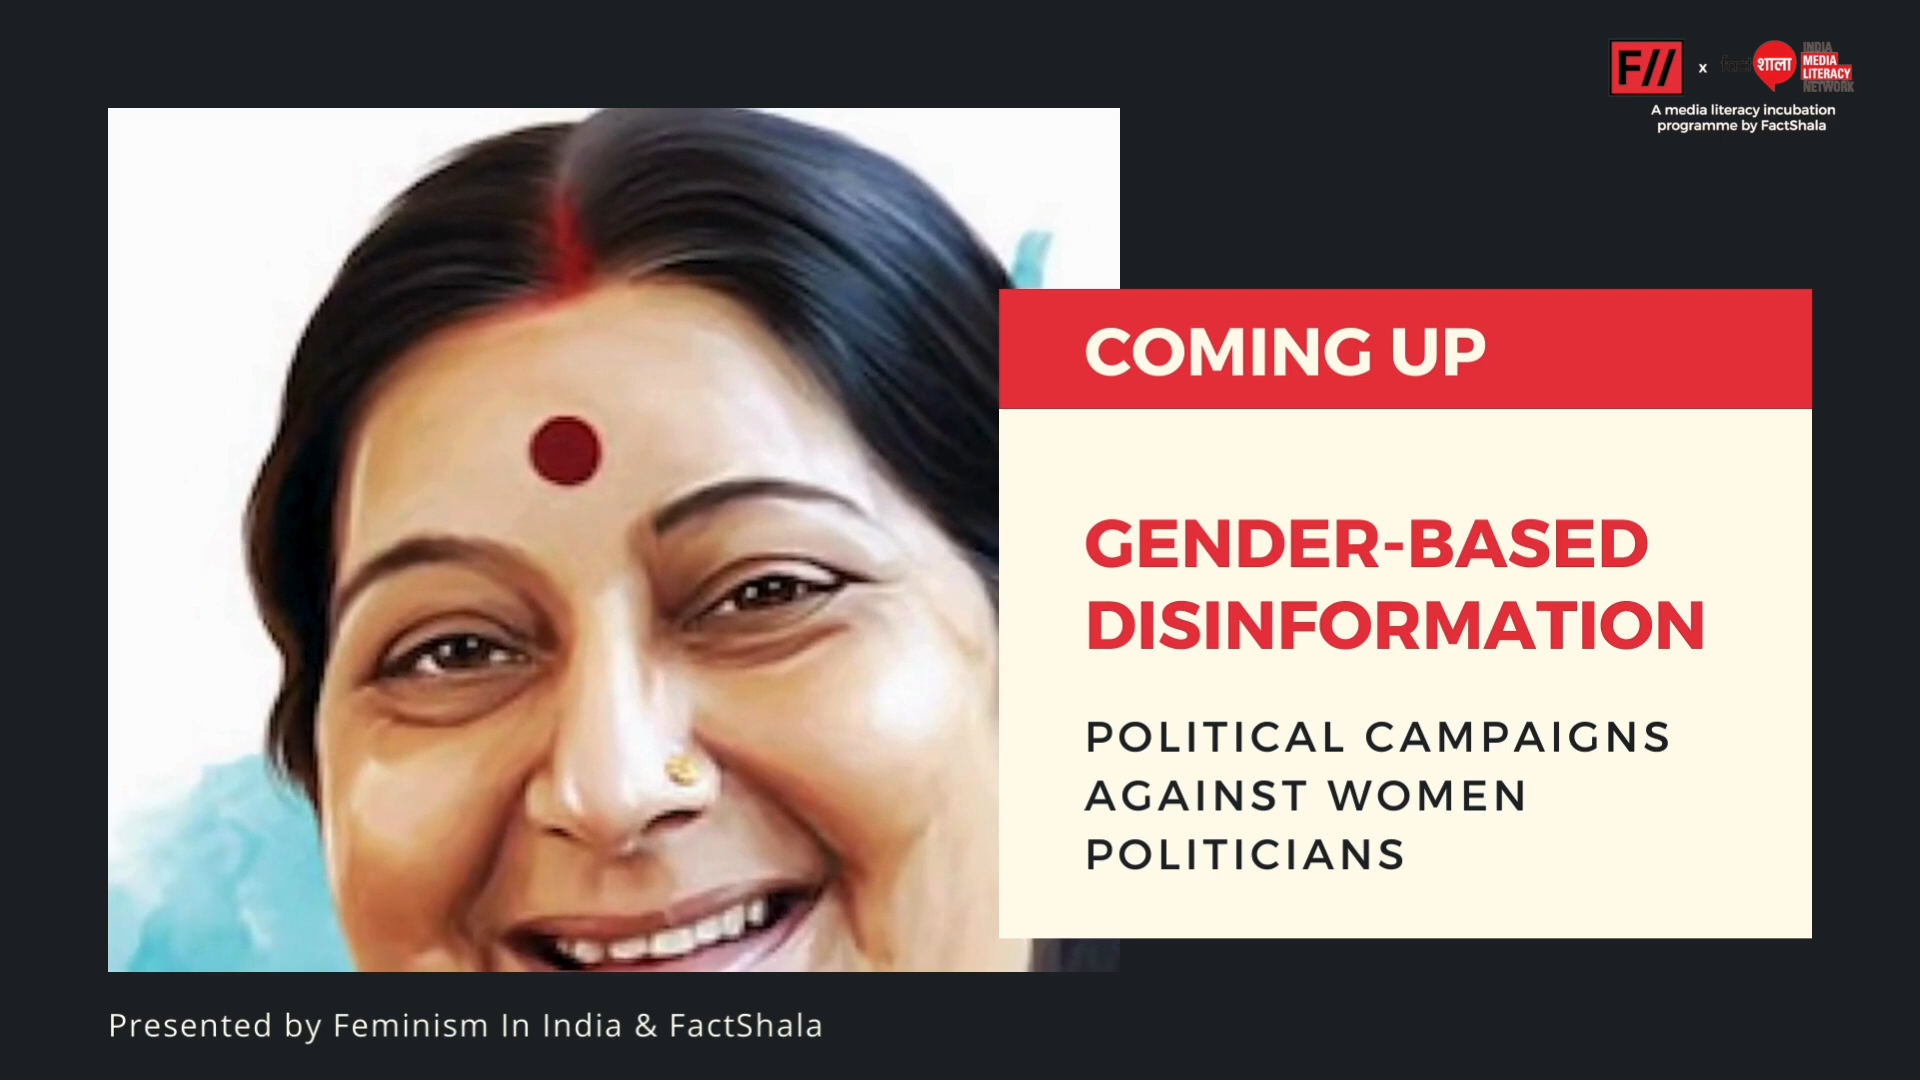 F//
x
factशाला
INDIA
MEDIA
LITERACY
NETWORK
A media literacy incubation
programme by FactShala
COMING UP
GENDER-BASED
DISINFORMATION
POLITICAL CAMPAIGNS
AGAINST WOMEN
POLITICIANS
Presented by Feminism In India & FactShala